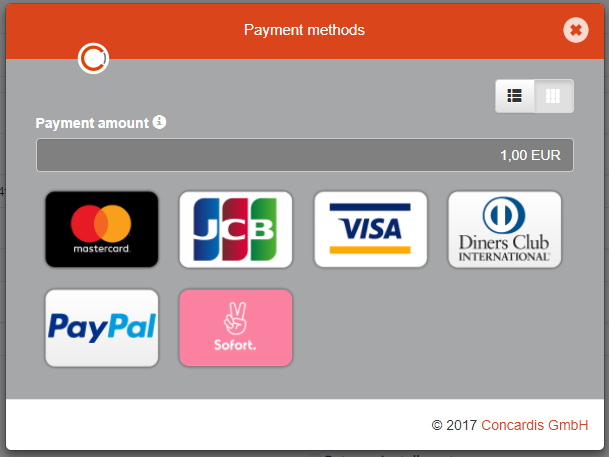 Payment methods
Payment amount
1,00 EUR
mastercard.
JCB
VISA
Diners Club
INTERNATIONAL®
PayPal
Sofort.
© 2017 Concardis GmbH